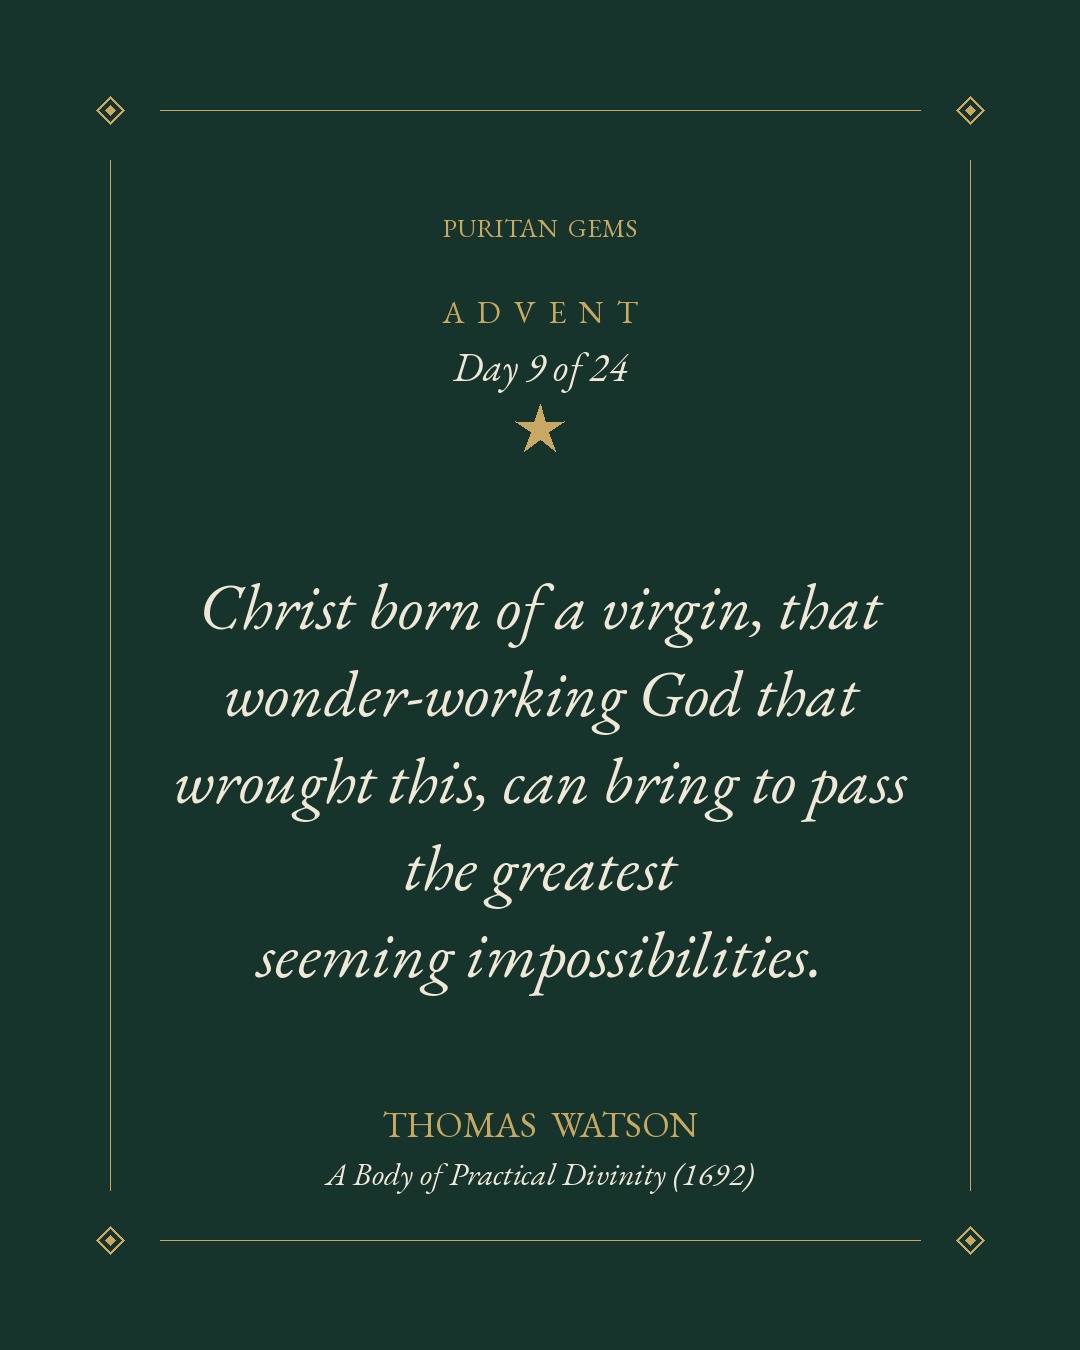 PURITAN GEMS
ADVENT
Day 9 of 24
Christ born of a virgin, that
wonder-working God that
wrought this, can bring to pass
the greatest
seeming impossibilities.
THOMAS WATSON
A Body of Practical Divinity (1692)